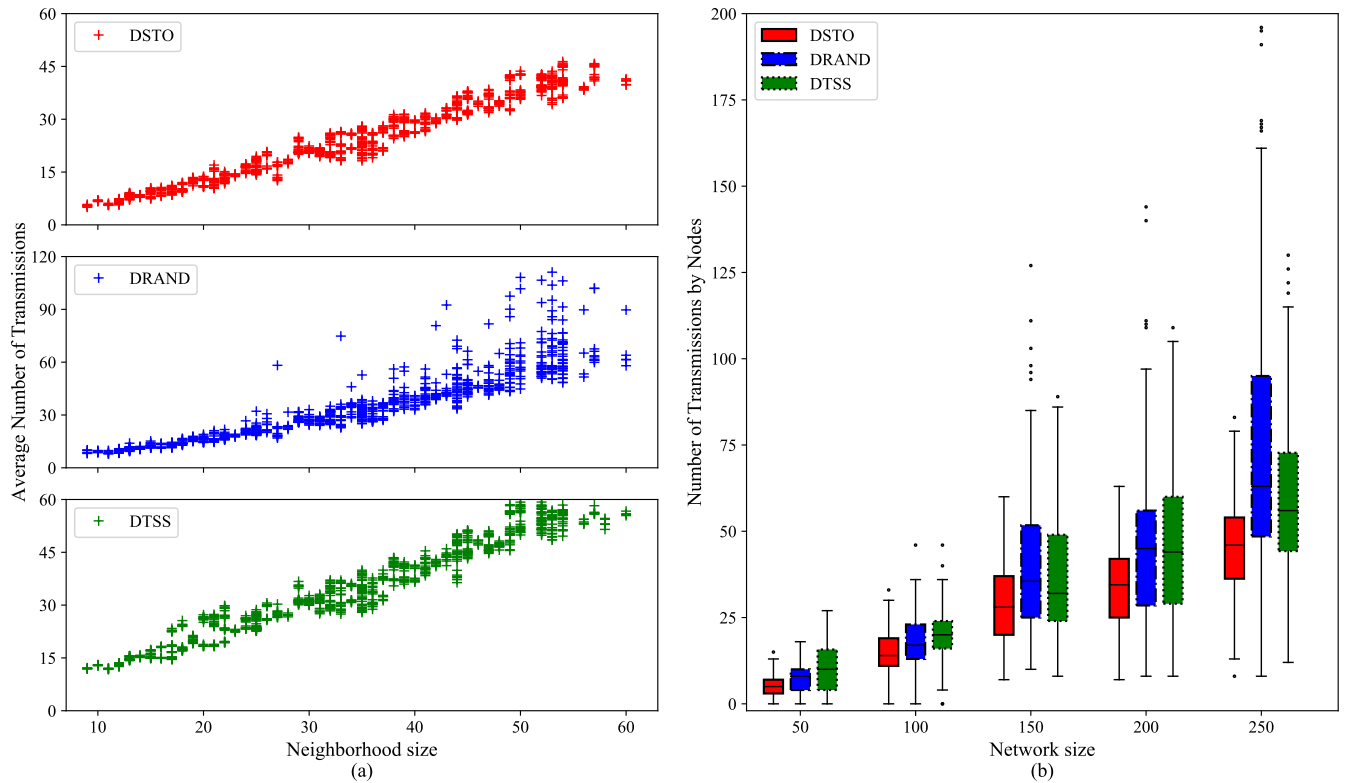 Average Number of Transmissions
60
45
30
15
0
DSTO
120
90
60
30
0
DRAND
60
45
30
15
0
DTSS
10 20 30 40 50 60
Neighborhood size
(a)
Number of Transmissions by Nodes
200
175
150
125
100
75
50
25
0
DSTO
DRAND
DTSS
50 100 150 200 250
Network size
(b)